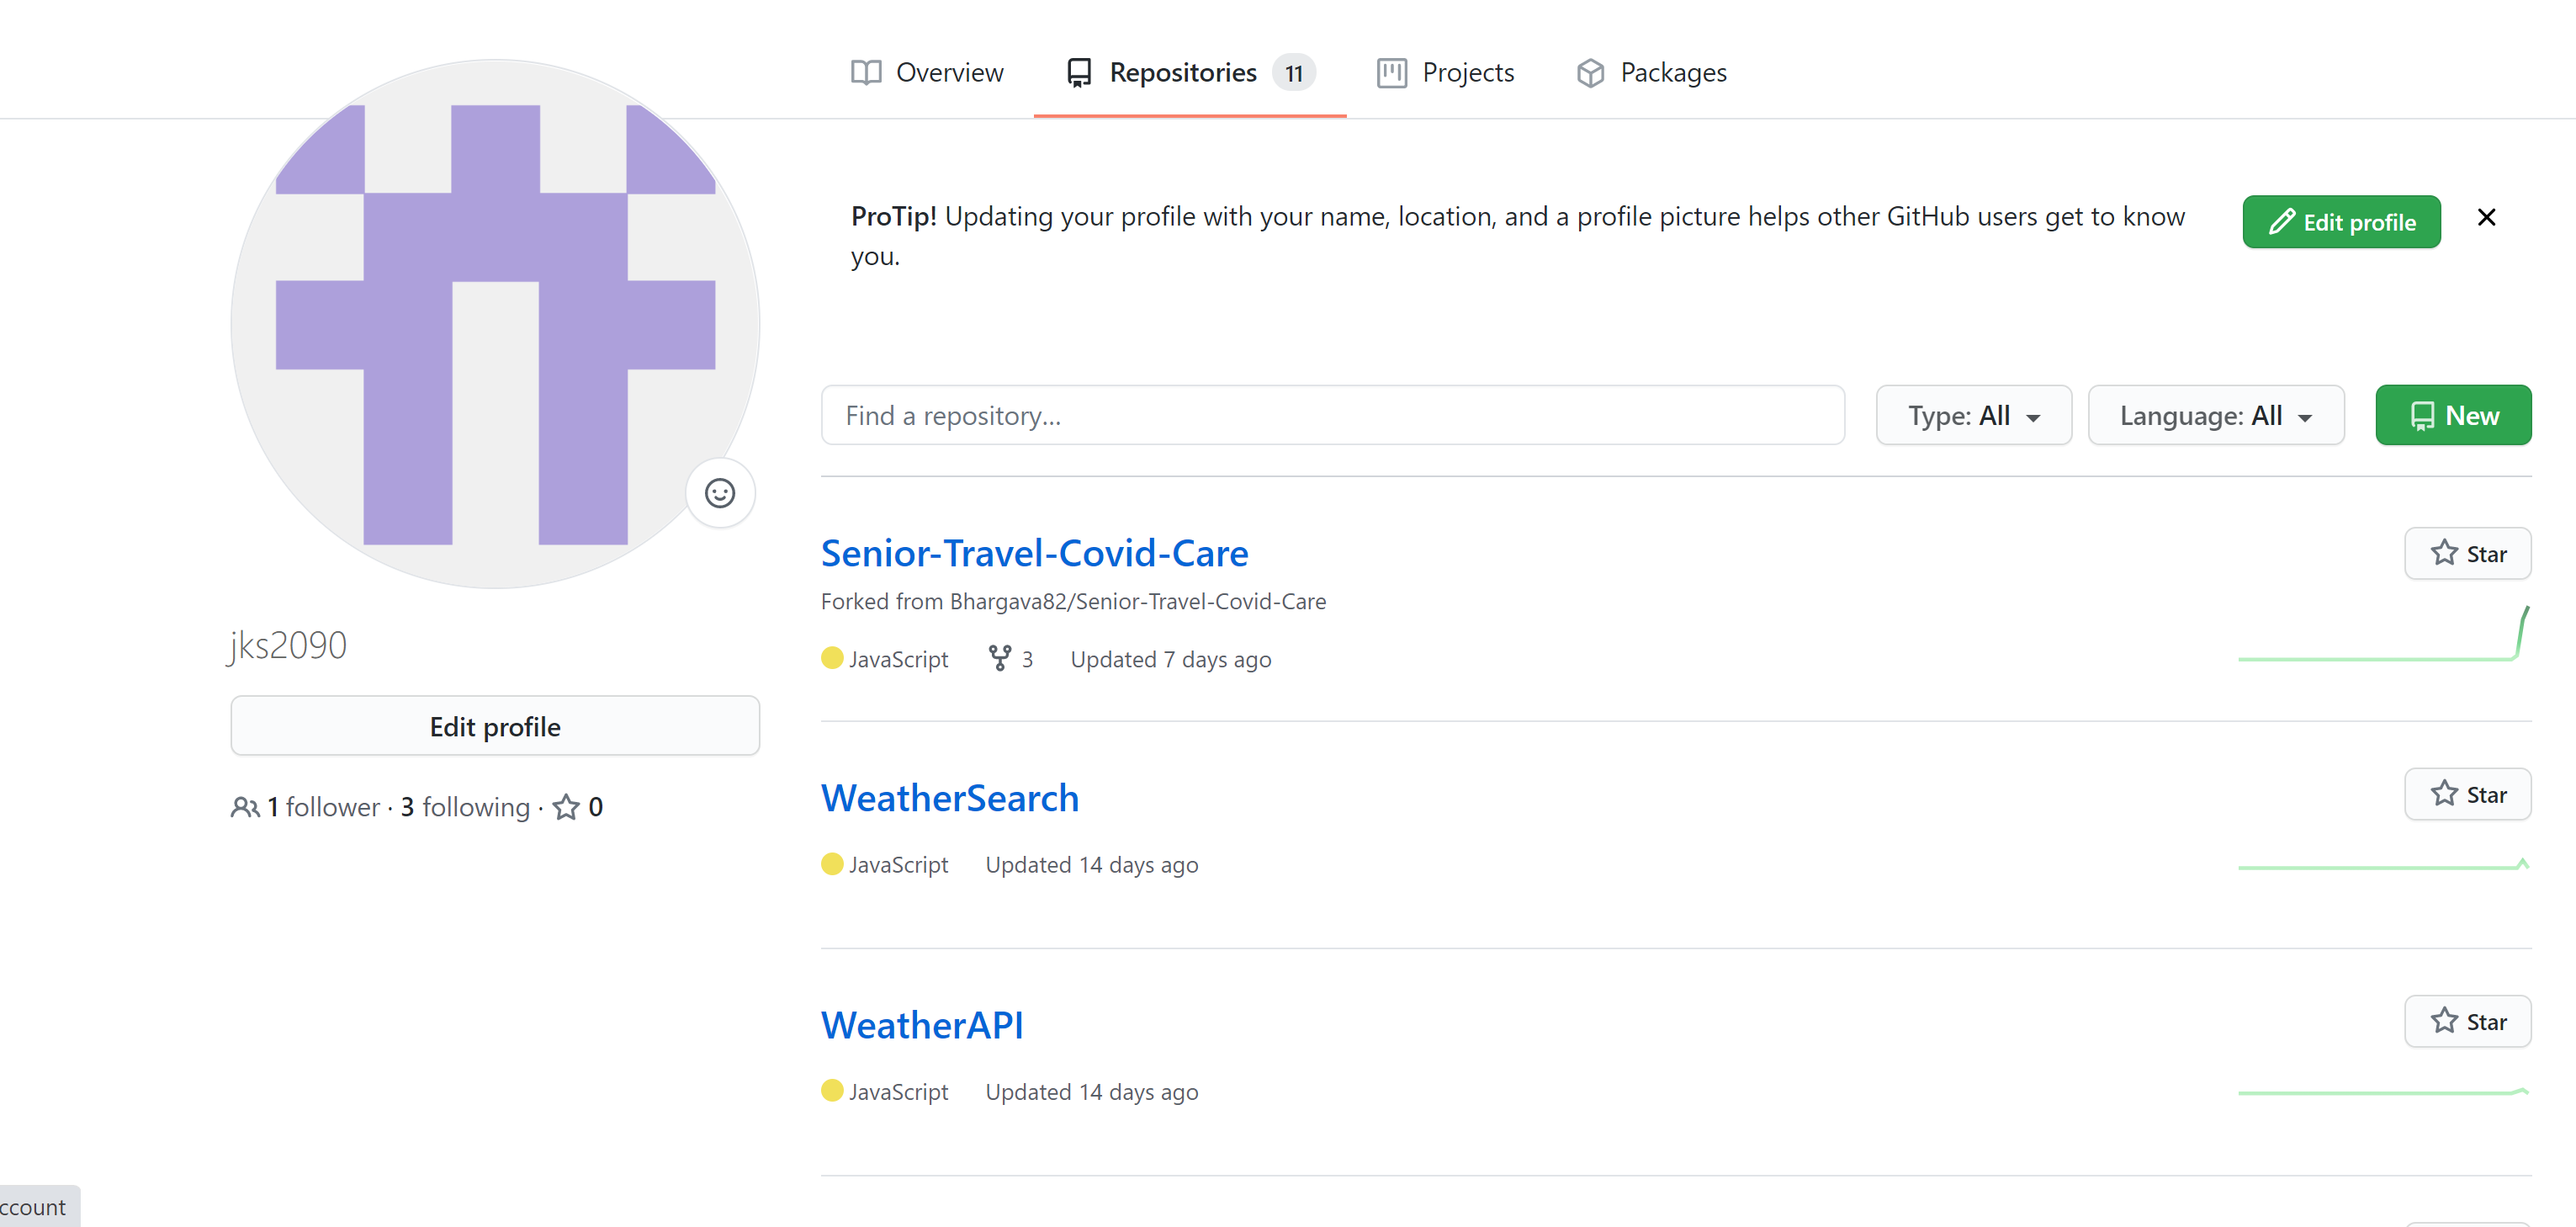 Overview Repositories 11 Projects Packages
ProTip! Updating your profile with your name, location, and a profile picture helps other GitHub users get to know
you.
Edit profile
Find a repository...
Type: All
Language: All
New
Senior-Travel-Covid-Care
Star
Forked from Bhargava82/Senior-Travel-Covid-Care
JavaScript 3 Updated 7 days ago
jks2090
Edit profile
1 follower · 3 following · 0
WeatherSearch
Star
JavaScript Updated 14 days ago
WeatherAPI
Star
JavaScript Updated 14 days ago
ccount